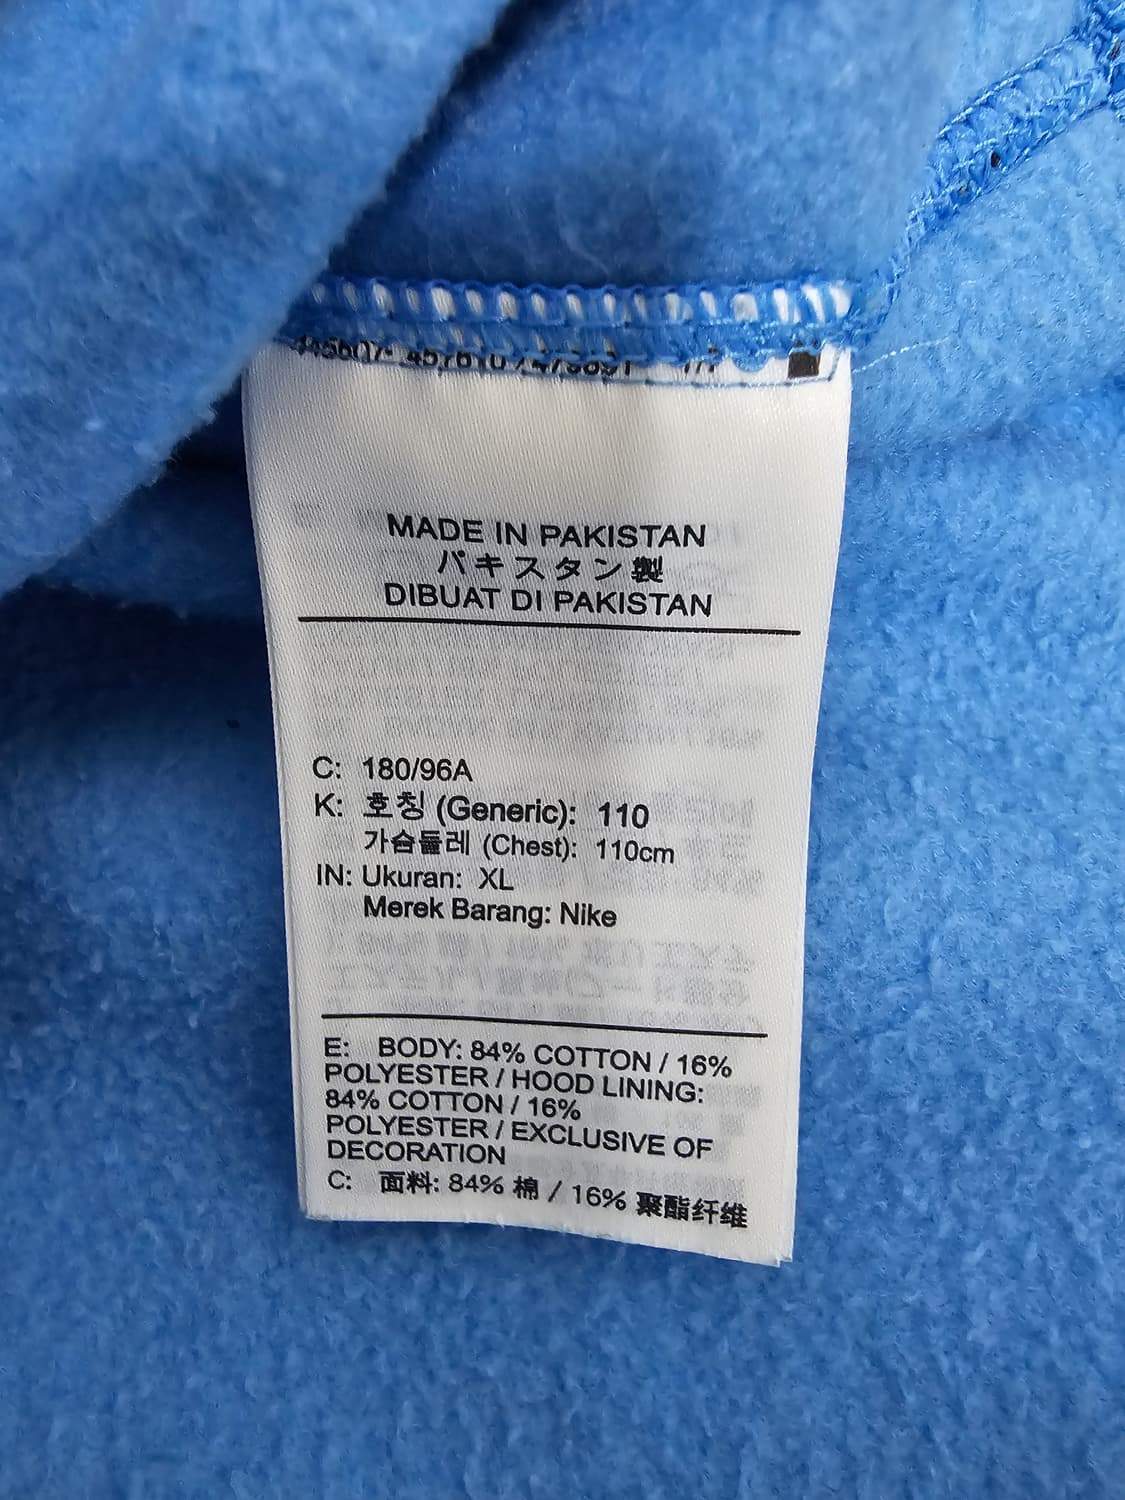 MADE IN PAKISTAN
パキスタン製
DIBUAT DI PAKISTAN
C: 180/96A
K: 호칭 (Generic): 110
가슴둘레 (Chest): 110cm
IN: Ukuran: XL
Merek Barang: Nike
E: BODY: 84% COTTON / 16%
POLYESTER / HOOD LINING:
84% COTTON / 16%
POLYESTER / EXCLUSIVE OF
DECORATION
C: 面料: 84% 棉 / 16% 聚酯纤维